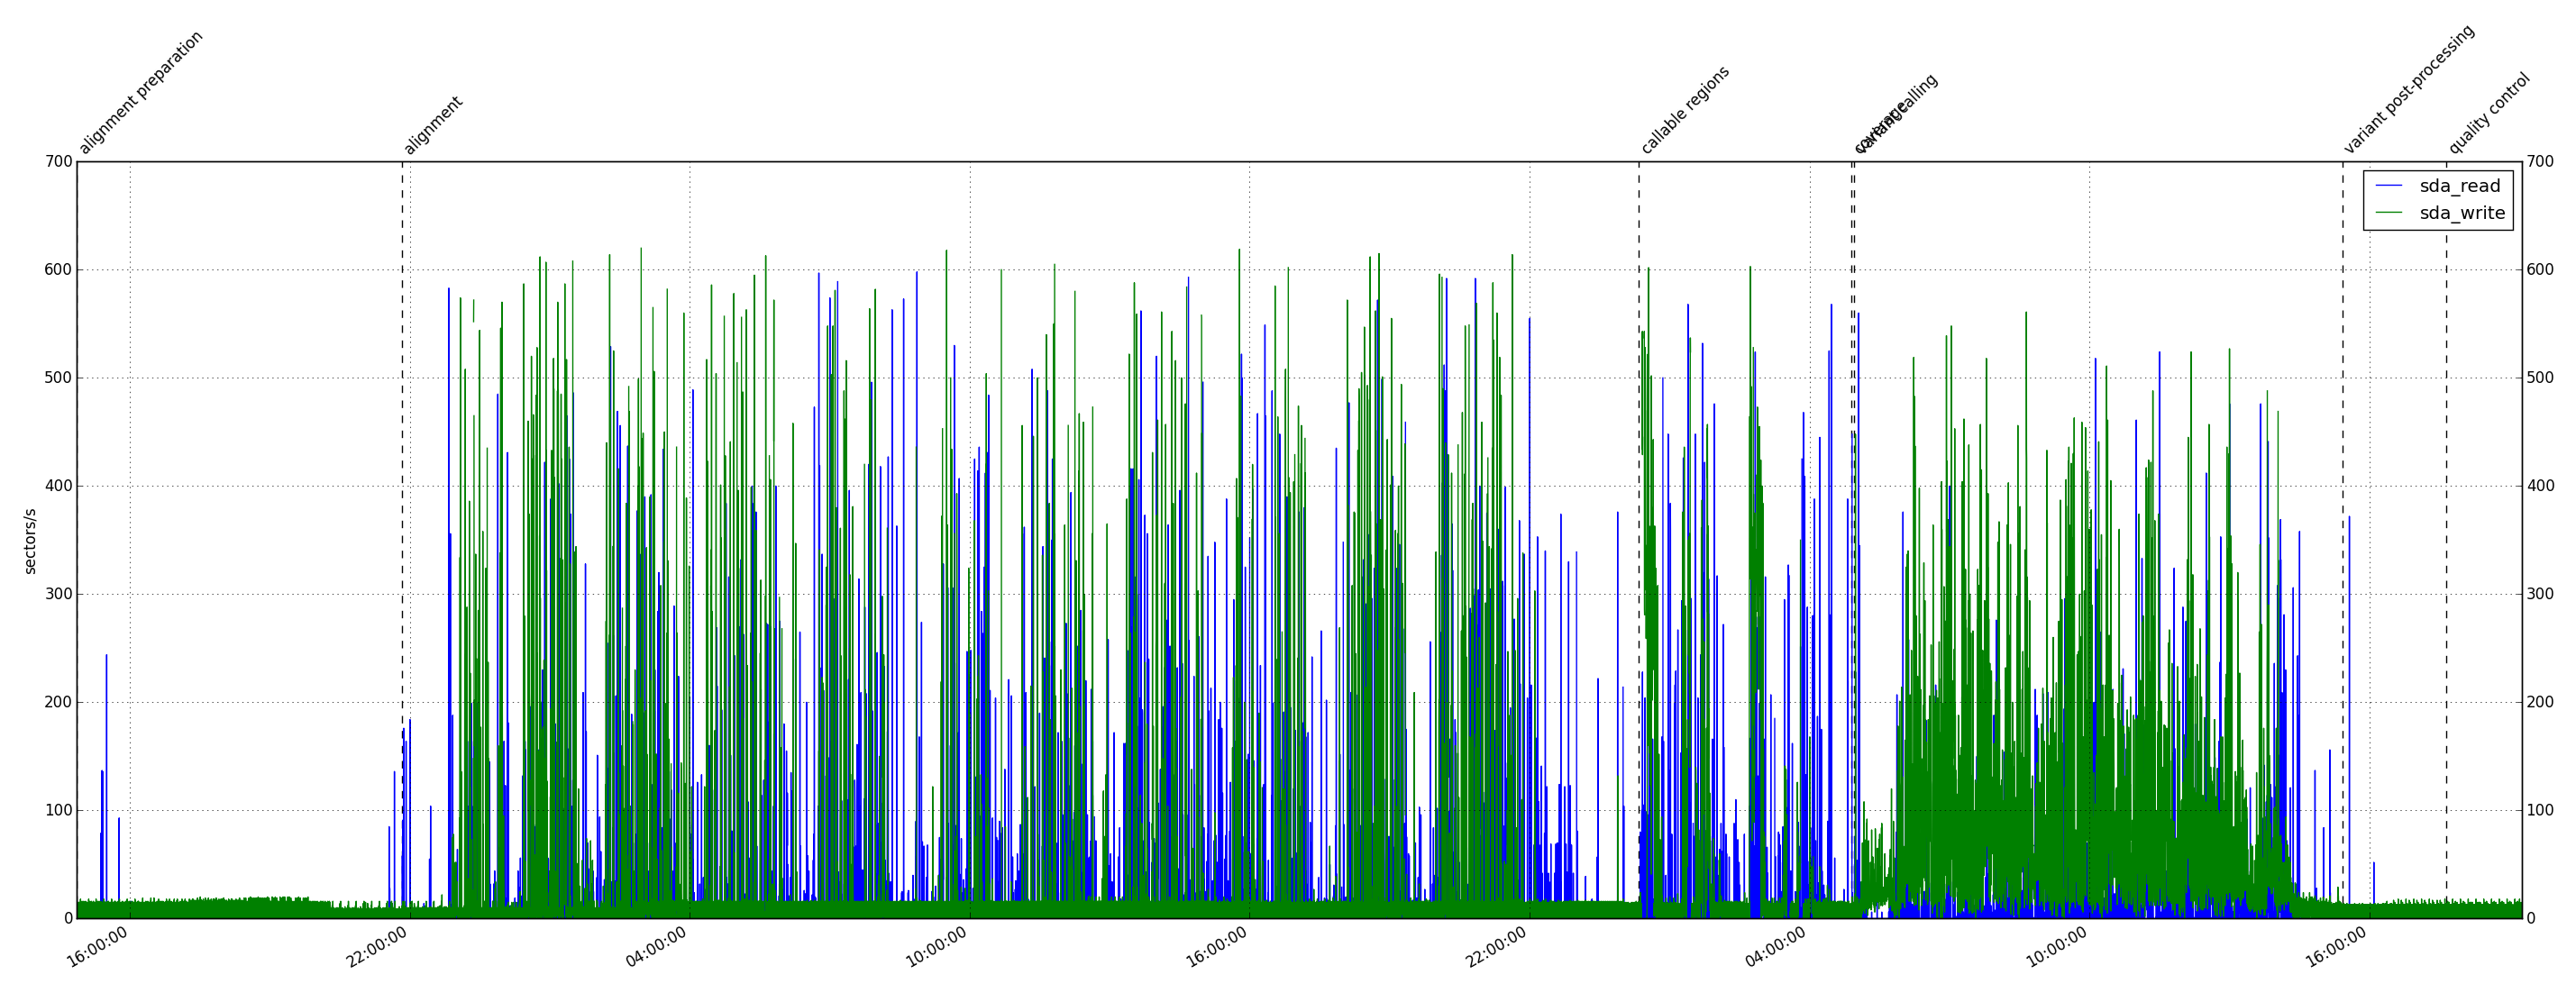 alignment preparation
alignment
callable regions
coverage
variant calling
variant post-processing
quality control
700
600
500
400
300
200
100
0
sectors/s
700
600
500
400
300
200
100
0
sda_read
sda_write
16:00:00
22:00:00
04:00:00
10:00:00
16:00:00
22:00:00
04:00:00
10:00:00
16:00:00